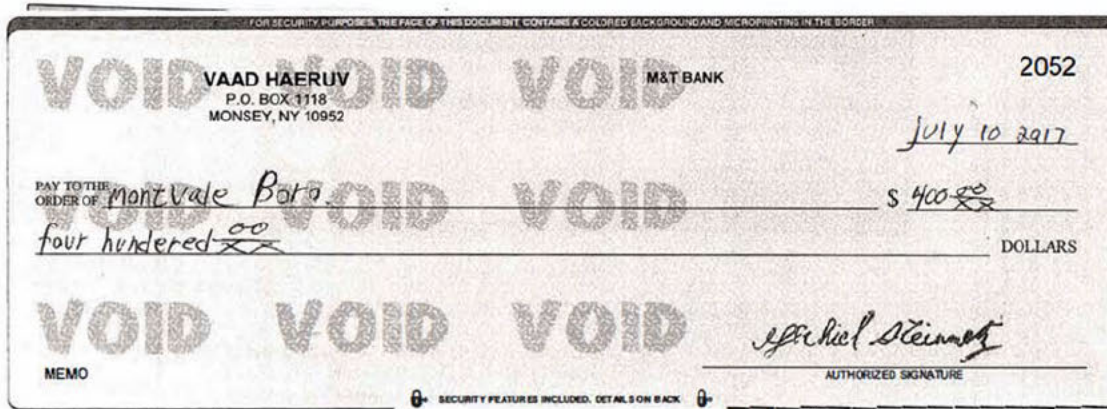 FOR SECURITY PURPOSES, THE FACE OF THIS DOCUMENT CONTAINS A COLORED BACKGROUND AND MICROPRINTING IN THE BORDER
VOID VOID VOID
VAAD HAERUV
P.O. BOX 1118
MONSEY, NY 10952
M&T BANK
2052
July 10 2017
PAY TO THE
ORDER OF Montvale Boro.
$ 400 00/XX
VOID VOID VOID
four hundered 00/XX
DOLLARS
VOID VOID VOID
Steinmetz
MEMO
AUTHORIZED SIGNATURE
SECURITY FEATURES INCLUDED. DETAILS ON BACK